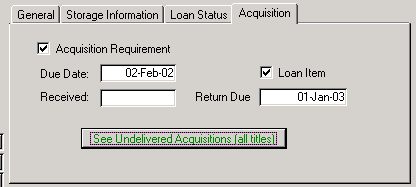 General Storage Information Loan Status Acquisition
Acquisition Requirement
Due Date: 02-Feb-02 Loan Item
Received: Return Due 01-Jan-03
See Undelivered Acquisitions (all titles)